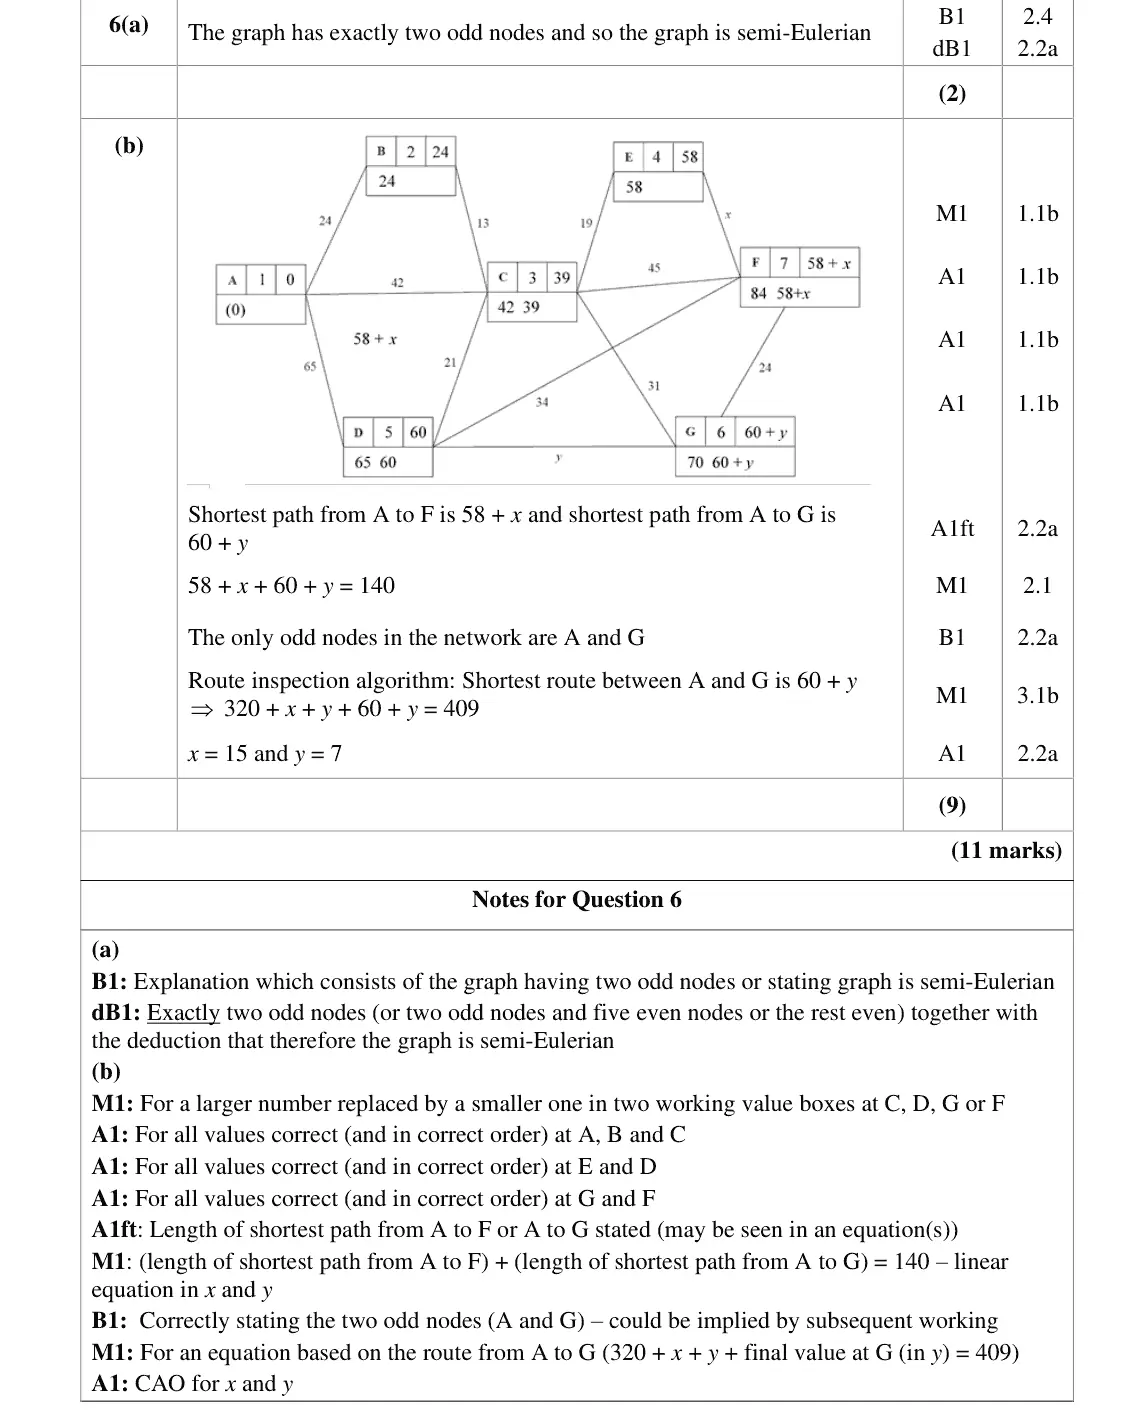 6(a)
The graph has exactly two odd nodes and so the graph is semi-Eulerian
B1
dB1
2.4
2.2a
(2)
(b)
B 2 24
24
E 4 58
58
24
13
19
x
A 1 0
(0)
42
C 3 39
42 39
45
F 7 58 + x
84 58+x
58 + x
65
21
34
31
24
D 5 60
65 60
y
G 6 60 + y
70 60 + y
M1 1.1b
A1 1.1b
A1 1.1b
A1 1.1b
Shortest path from A to F is 58 + x and shortest path from A to G is
60 + y
A1ft 2.2a
58 + x + 60 + y = 140 M1 2.1
The only odd nodes in the network are A and G B1 2.2a
Route inspection algorithm: Shortest route between A and G is 60 + y
⇒ 320 + x + y + 60 + y = 409
M1 3.1b
x = 15 and y = 7 A1 2.2a
(9)
(11 marks)
Notes for Question 6
(a)
B1: Explanation which consists of the graph having two odd nodes or stating graph is semi-Eulerian
dB1: Exactly two odd nodes (or two odd nodes and five even nodes or the rest even) together with
the deduction that therefore the graph is semi-Eulerian
(b)
M1: For a larger number replaced by a smaller one in two working value boxes at C, D, G or F
A1: For all values correct (and in correct order) at A, B and C
A1: For all values correct (and in correct order) at E and D
A1: For all values correct (and in correct order) at G and F
A1ft: Length of shortest path from A to F or A to G stated (may be seen in an equation(s))
M1: (length of shortest path from A to F) + (length of shortest path from A to G) = 140 – linear
equation in x and y
B1: Correctly stating the two odd nodes (A and G) – could be implied by subsequent working
M1: For an equation based on the route from A to G (320 + x + y + final value at G (in y) = 409)
A1: CAO for x and y